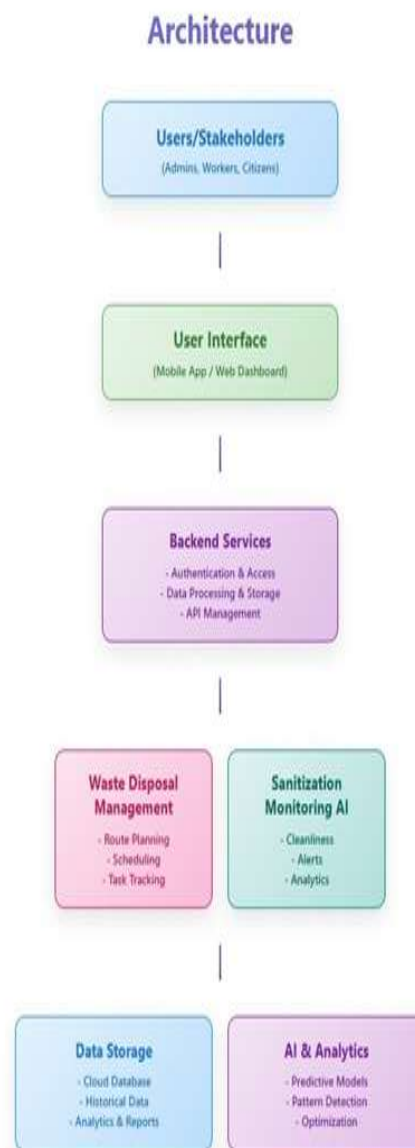 Architecture
Users/Stakeholders
(Admins, Workers, Citizens)
User Interface
(Mobile App / Web Dashboard)
Backend Services
- Authentication & Access
- Data Processing & Storage
- API Management
Waste Disposal
Management
- Route Planning
- Scheduling
- Task Tracking
Sanitization
Monitoring AI
- Cleanliness
- Alerts
- Analytics
Data Storage
- Cloud Database
- Historical Data
- Analytics & Reports
AI & Analytics
- Predictive Models
- Pattern Detection
- Optimization